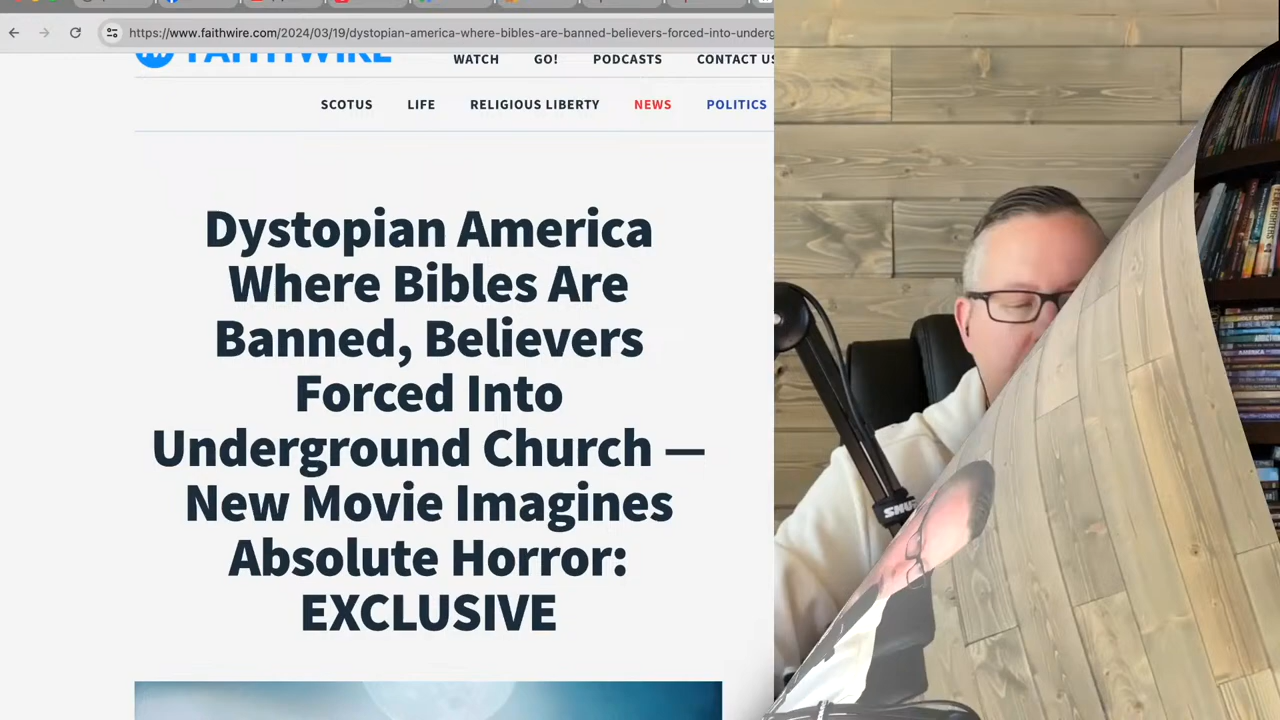 https://www.faithwire.com/2024/03/19/dystopian-america-where-bibles-are-banned-believers-forced-into-underg
FAITHWIRE
WATCH GO! PODCASTS CONTACT US
SCOTUS LIFE RELIGIOUS LIBERTY NEWS POLITICS
Dystopian America
Where Bibles Are
Banned, Believers
Forced Into
Underground Church —
New Movie Imagines
Absolute Horror:
EXCLUSIVE
SHURE